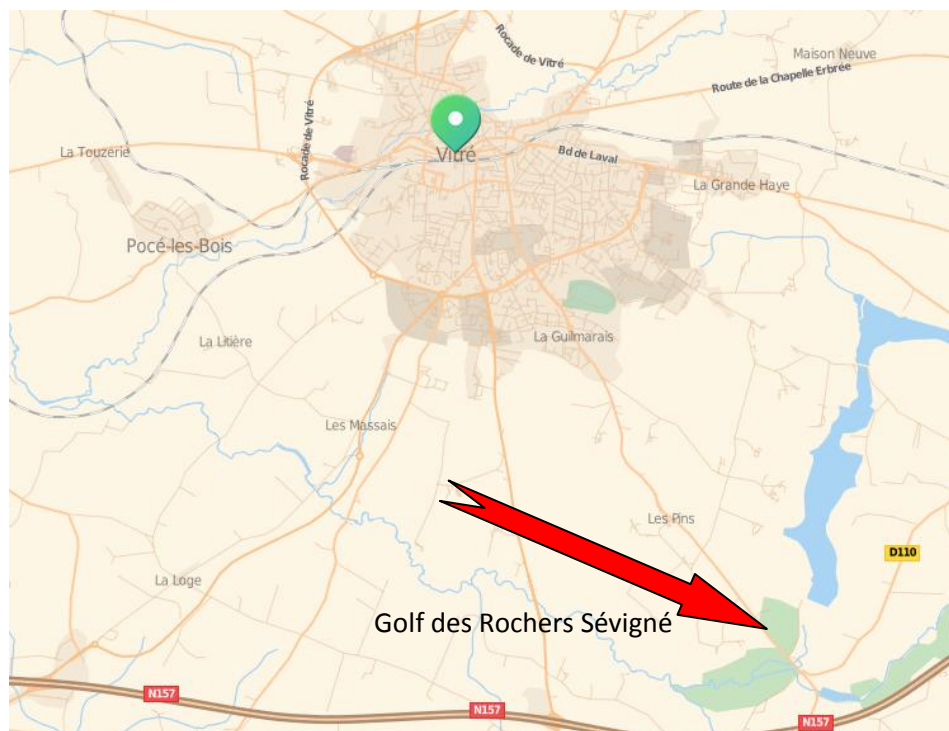 Rocade de Vitré
Maison Neuve
Route de la Chapelle Erbrée
Rocade de Vitré
La Touzerie
Vitré
Bd de Laval
La Grande Haye
Pocé-les-Bois
La Guilmarais
La Litière
Les Massais
Les Pins
D110
La Loge
Golf des Rochers Sévigné
N157
N157
N157